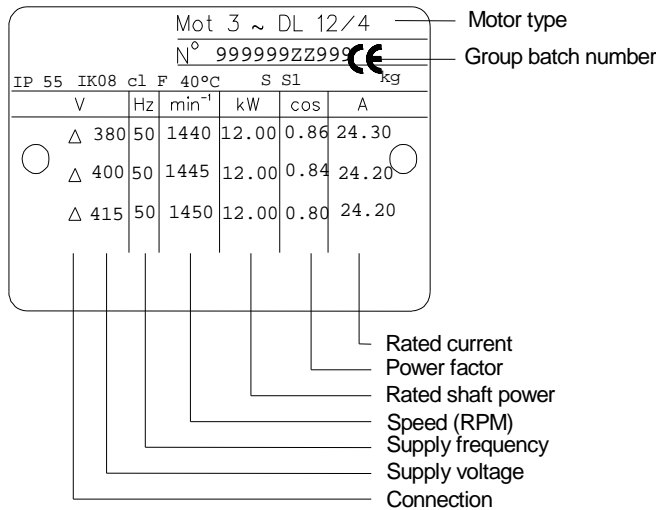 Mot 3 ~ DL 12/4
Motor type
N° 999999ZZ999 CE
Group batch number
IP 55 IK08 cl F 40°C S S1 kg
V Hz min⁻¹ kW cos A
△ 380 50 1440 12.00 0.86 24.30
△ 400 50 1445 12.00 0.84 24.20
△ 415 50 1450 12.00 0.80 24.20
Rated current
Power factor
Rated shaft power
Speed (RPM)
Supply frequency
Supply voltage
Connection